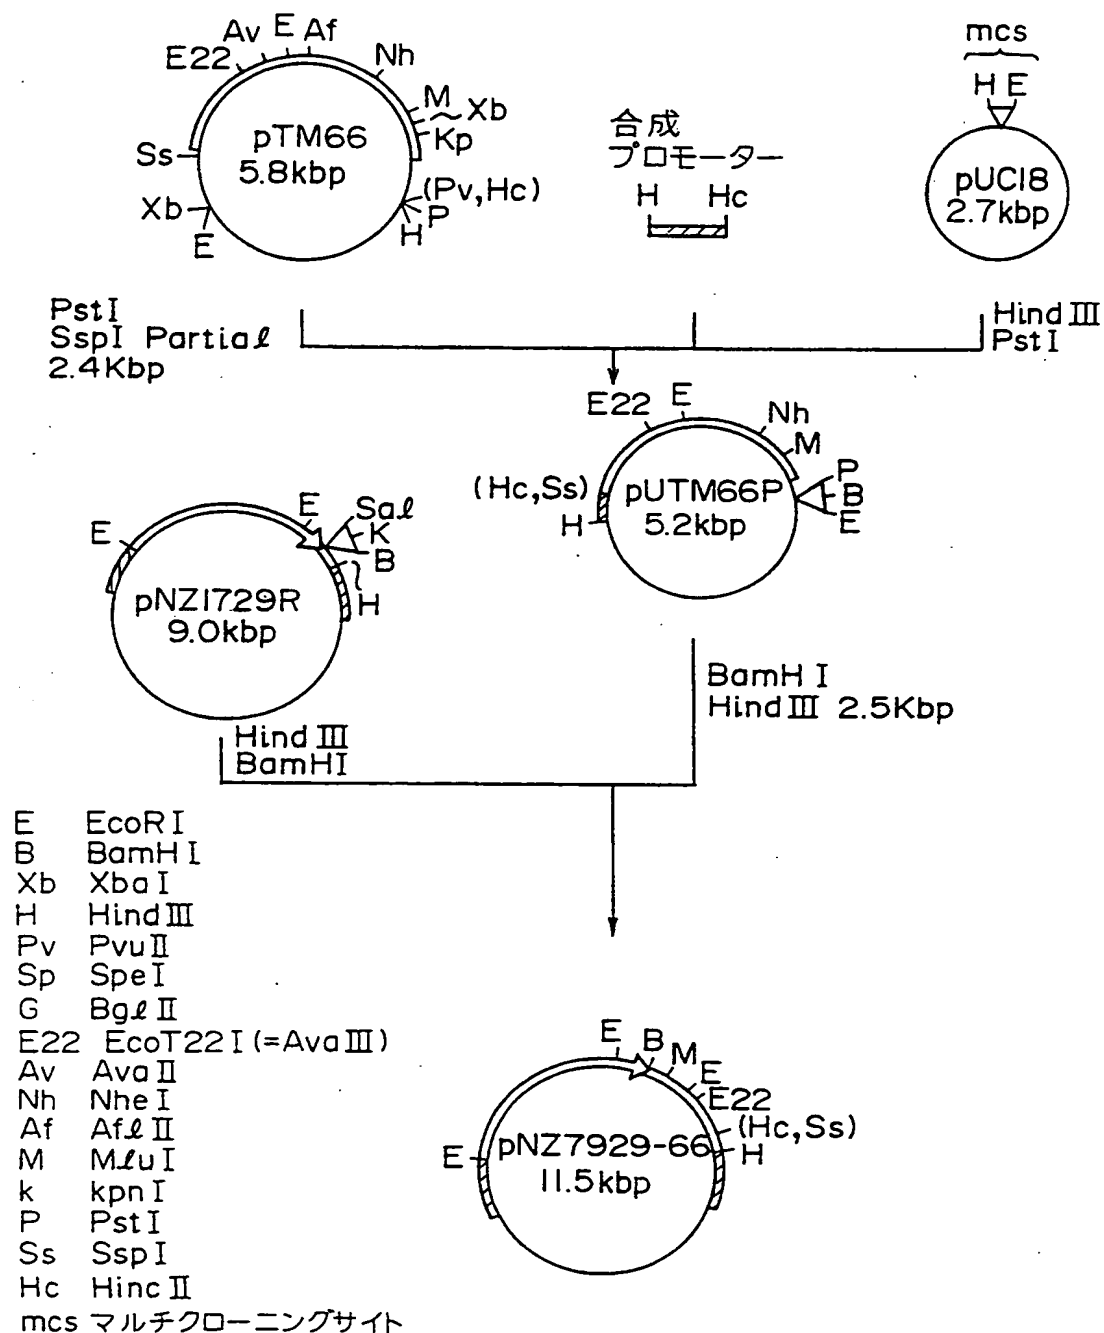 mcs
H E
pUC18
2.7kbp
E22 Av E Af
Nh
M
Xb
Kp
pTM66
5.8kbp
Ss
(Pv,Hc)
P
H
Xb
E
合成
プロモーター
H Hc
PstI
SspI Partial
2.4Kbp
Hind III
PstI
E22 E
Nh
M
(Hc,Ss)
H
pUTM66P
5.2kbp
P
B
E
E
E
Sal
K
B
H
pNZ1729R
9.0kbp
Hind III
BamHI
BamH I
Hind III 2.5Kbp
E EcoR I
B BamH I
Xb Xba I
H Hind III
Pv Pvu II
Sp Spe I
G Bgl II
E22 EcoT22 I (=Ava III)
Av Ava II
Nh Nhe I
Af Afl II
M Mlu I
k kpn I
P Pst I
Ss Ssp I
Hc Hinc II
mcs マルチクローニングサイト
E B
M
E
E22
(Hc,Ss)
H
E
pNZ7929-66
11.5kbp